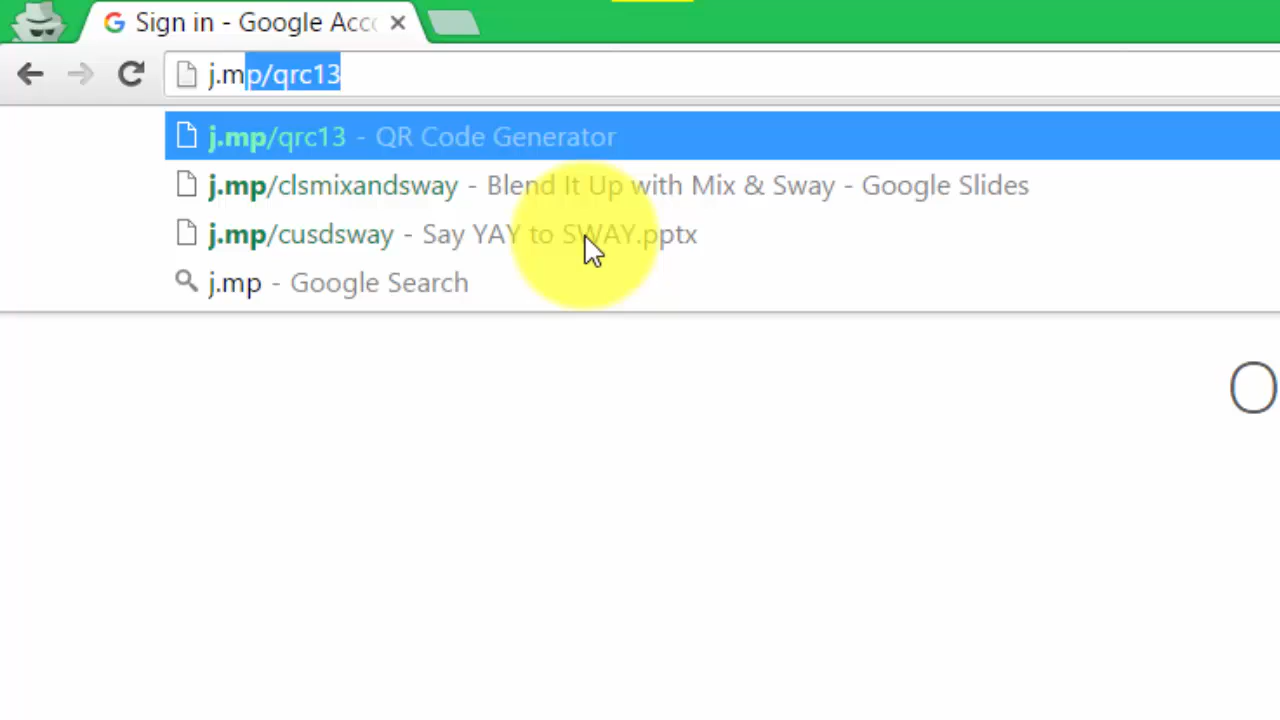 Sign in - Google Acc
j.mp/qrc13
j.mp/qrc13 - QR Code Generator
j.mp/clsmixandsway - Blend It Up with Mix & Sway - Google Slides
j.mp/cusdsway - Say YAY to SWAY.pptx
j.mp - Google Search
O